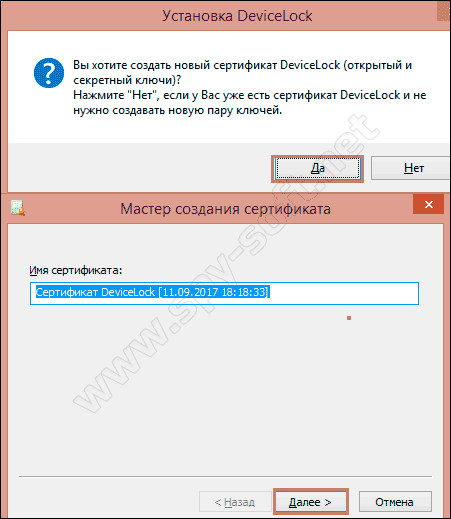 Установка DeviceLock
Вы хотите создать новый сертификат DeviceLock (открытый и
секретный ключи)?
Нажмите "Нет", если у Вас уже есть сертификат DeviceLock и не
нужно создавать новую пару ключей.
Да
Нет
Мастер создания сертификата
Имя сертификата:
Сертификат DeviceLock [11.09.2017 18:18:33]
< Назад
Далее >
Отмена
www.spy-soft.net